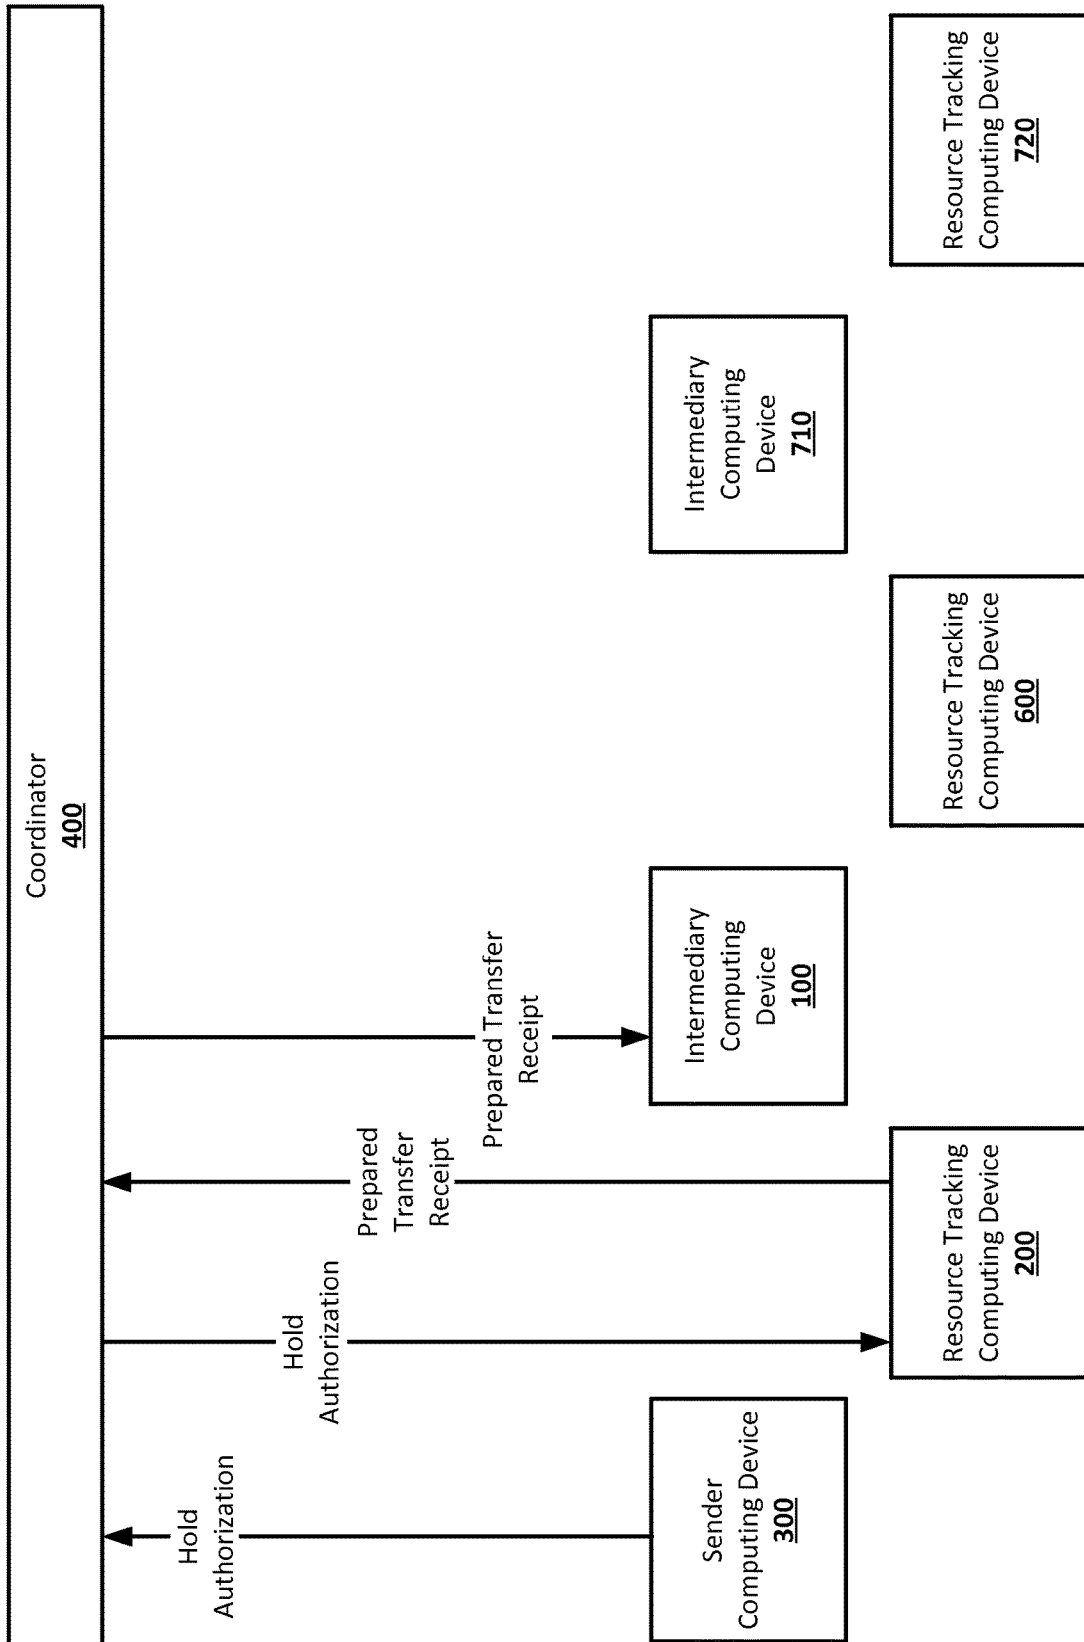 Coordinator
400
Hold
Authorization
Hold
Authorization
Prepared
Transfer
Receipt
Prepared Transfer
Receipt
Sender
Computing Device
300
Resource Tracking
Computing Device
200
Intermediary
Computing
Device
100
Resource Tracking
Computing Device
600
Intermediary
Computing
Device
710
Resource Tracking
Computing Device
720